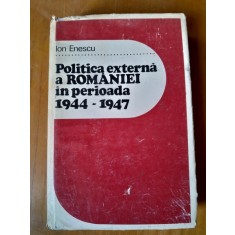 Ion Enescu
Politica externă
a ROMÂNIEI
în perioada
1944-1947